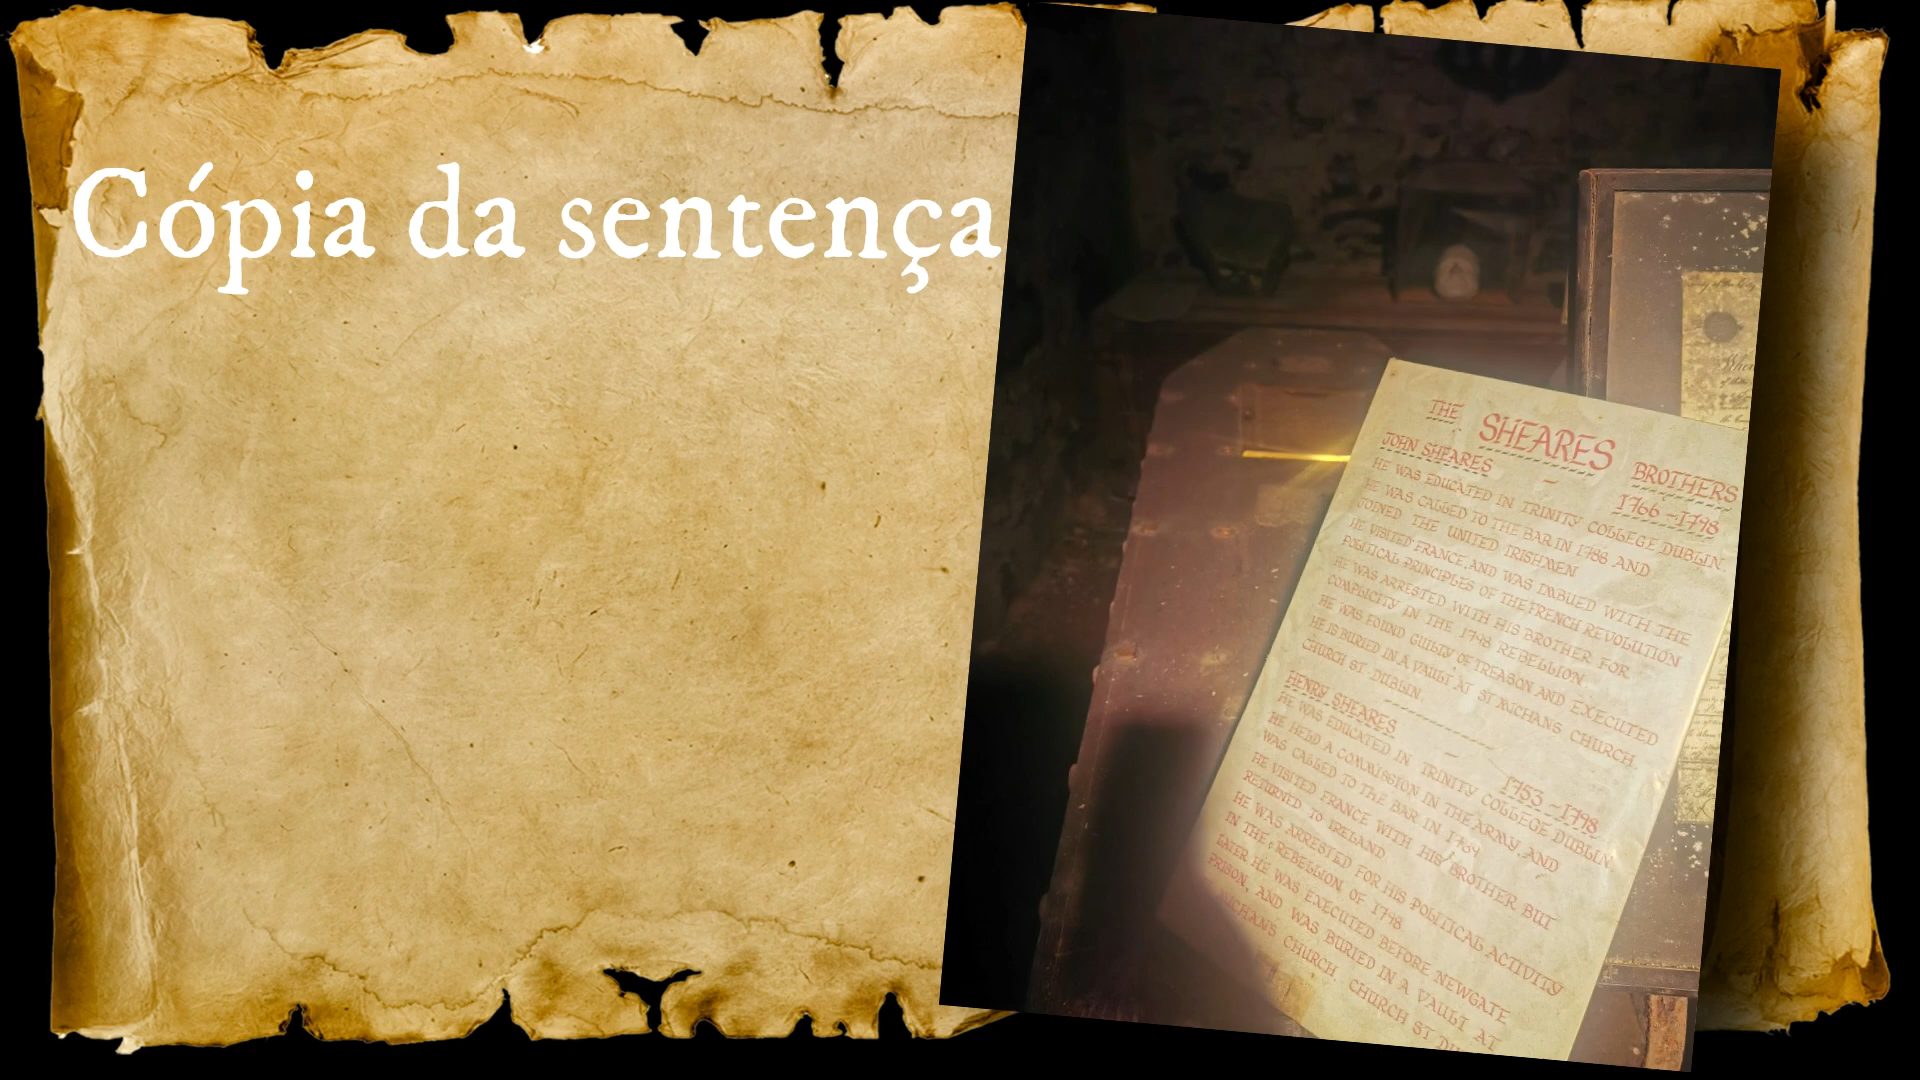 Cópia da sentença
THE SHEARES BROTHERS
JOHN SHEARES - 1766-1798
HE WAS EDUCATED IN TRINITY COLLEGE DUBLIN.
HE WAS CALLED TO THE BAR IN 1788 AND
JOINED THE UNITED IRISHMEN
HE VISITED FRANCE, AND WAS IMBUED WITH THE
POLITICAL PRINCIPLES OF THE FRENCH REVOLUTION
HE WAS ARRESTED WITH HIS BROTHER FOR
COMPLICITY IN THE 1798 REBELLION.
HE WAS FOUND GUILTY OF TREASON AND EXECUTED
HE IS BURIED IN A VAULT AT ST MICHANS CHURCH.
CHURCH ST. DUBLIN.
HENRY SHEARES - 1753-1798
HE WAS EDUCATED IN TRINITY COLLEGE DUBLIN.
HE HELD A COMMISSION IN THE ARMY, AND
WAS CALLED TO THE BAR IN 1789
HE VISITED FRANCE WITH HIS BROTHER BUT
RETURNED TO IRELAND
HE WAS ARRESTED FOR HIS POLITICAL ACTIVITY
IN THE REBELLION OF 1798
LATER HE WAS EXECUTED BEFORE NEWGATE
PRISON, AND WAS BURIED IN A VAULT AT
MICHANS CHURCH. CHURCH ST